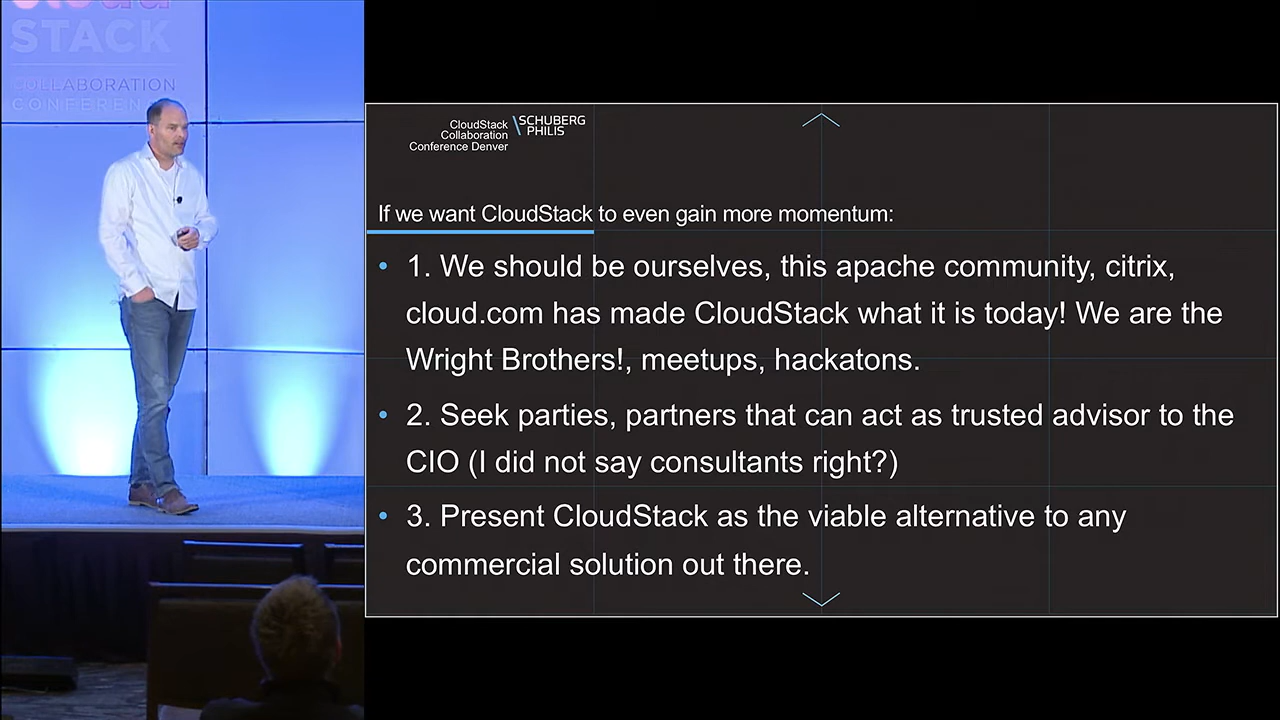 STACK
COLLABORATION
CONFEREN
CloudStack
Collaboration
Conference Denver
SCHUBERG
PHILIS
If we want CloudStack to even gain more momentum:
• 1. We should be ourselves, this apache community, citrix,
cloud.com has made CloudStack what it is today! We are the
Wright Brothers!, meetups, hackatons.
• 2. Seek parties, partners that can act as trusted advisor to the
CIO (I did not say consultants right?)
• 3. Present CloudStack as the viable alternative to any
commercial solution out there.